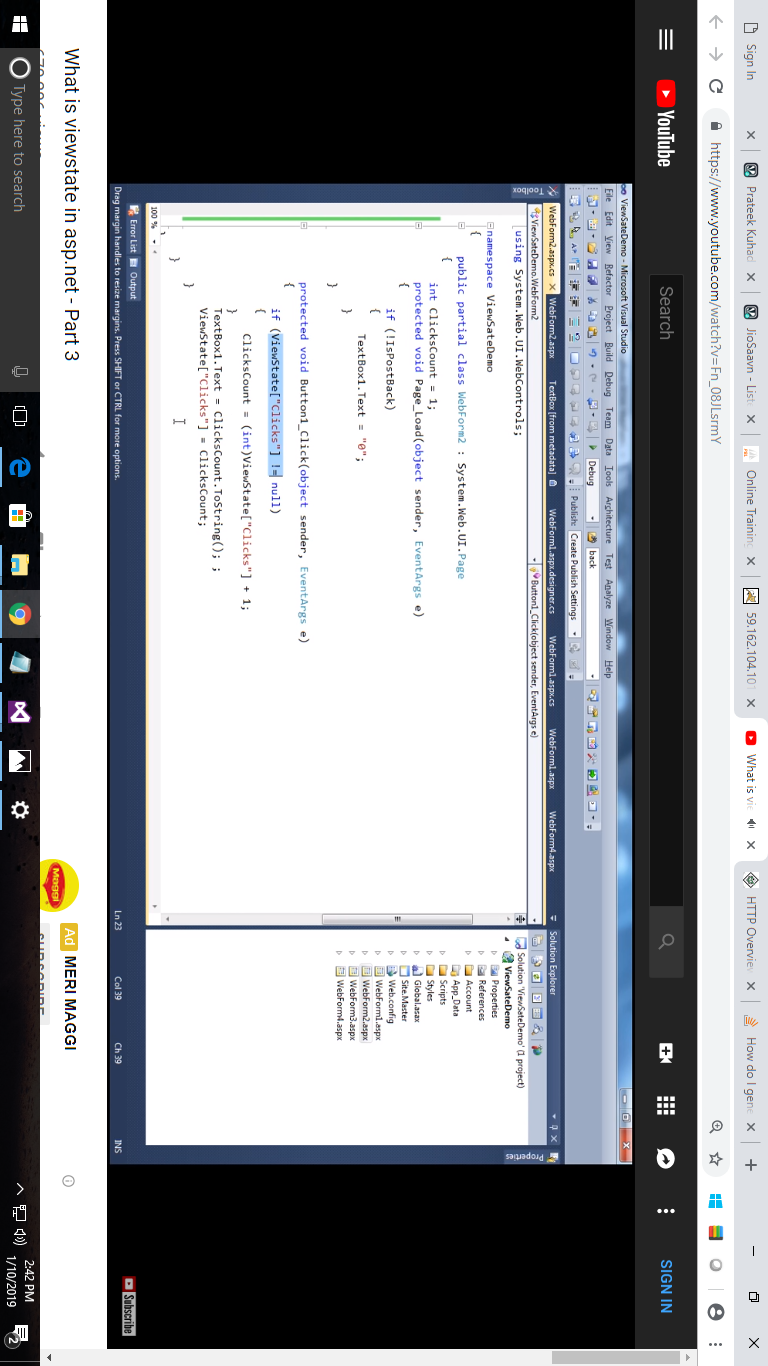 Sign In
Prateek Kuhad
JioSaavn - List
Online Training
59.162.104.101
What is vie
HTTP Overview
How do I gene
https://www.youtube.com/watch?v=Fn_08JLsrmY
YouTube
Search
SIGN IN
ViewSateDemo - Microsoft Visual Studio
File Edit View Refactor Project Build Debug Team Data Tools Architecture Test Analyze Window Help
Debug
back
Publish: Create Publish Settings
WebForm2.aspx.cs
WebForm2.aspx
TextBox [from metadata]
WebForm1.aspx.designer.cs
WebForm1.aspx.cs
WebForm1.aspx
WebForm4.aspx
Toolbox
ViewSateDemo.WebForm2
Button1_Click(object sender, EventArgs e)
using System.Web.UI.WebControls;
namespace ViewSateDemo
{
public partial class WebForm2 : System.Web.UI.Page
{
int ClicksCount = 1;
protected void Page_Load(object sender, EventArgs e)
{
if (!IsPostBack)
{
TextBox1.Text = "0";
}
}
protected void Button1_Click(object sender, EventArgs e)
{
if (ViewState["Clicks"] != null)
{
ClicksCount = (int)ViewState["Clicks"] + 1;
}
TextBox1.Text = ClicksCount.ToString(); ;
ViewState["Clicks"] = ClicksCount;
}
}
}
100 %
Error List
Output
Drag margin handles to resize margins. Press SHIFT or CTRL for more options.
Ln 23
Col 39
Ch 39
INS
Solution Explorer
Solution 'ViewSateDemo' (1 project)
ViewSateDemo
Properties
References
Account
App_Data
Scripts
Styles
Global.asax
Site.Master
Web.config
WebForm1.aspx
WebForm2.aspx
WebForm3.aspx
WebForm4.aspx
Properties
Subscribe
What is viewstate in asp.net - Part 3
Maggi
Ad MERI MAGGI
SUBSCRIBE
Type here to search
2:42 PM
1/10/2019
2